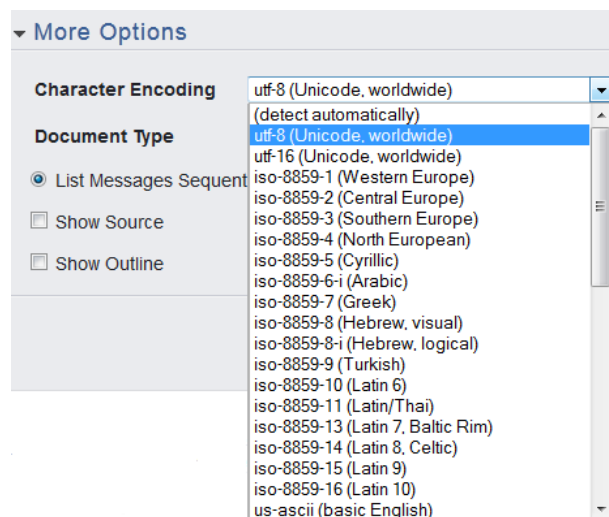 More Options
Character Encoding
utf-8 (Unicode, worldwide)
(detect automatically)
utf-8 (Unicode, worldwide)
Document Type
utf-16 (Unicode, worldwide)
List Messages Sequent
iso-8859-1 (Western Europe)
iso-8859-2 (Central Europe)
Show Source
iso-8859-3 (Southern Europe)
iso-8859-4 (North European)
Show Outline
iso-8859-5 (Cyrillic)
iso-8859-6-i (Arabic)
iso-8859-7 (Greek)
iso-8859-8 (Hebrew, visual)
iso-8859-8-i (Hebrew, logical)
iso-8859-9 (Turkish)
iso-8859-10 (Latin 6)
iso-8859-11 (Latin/Thai)
iso-8859-13 (Latin 7, Baltic Rim)
iso-8859-14 (Latin 8, Celtic)
iso-8859-15 (Latin 9)
iso-8859-16 (Latin 10)
us-ascii (basic English)